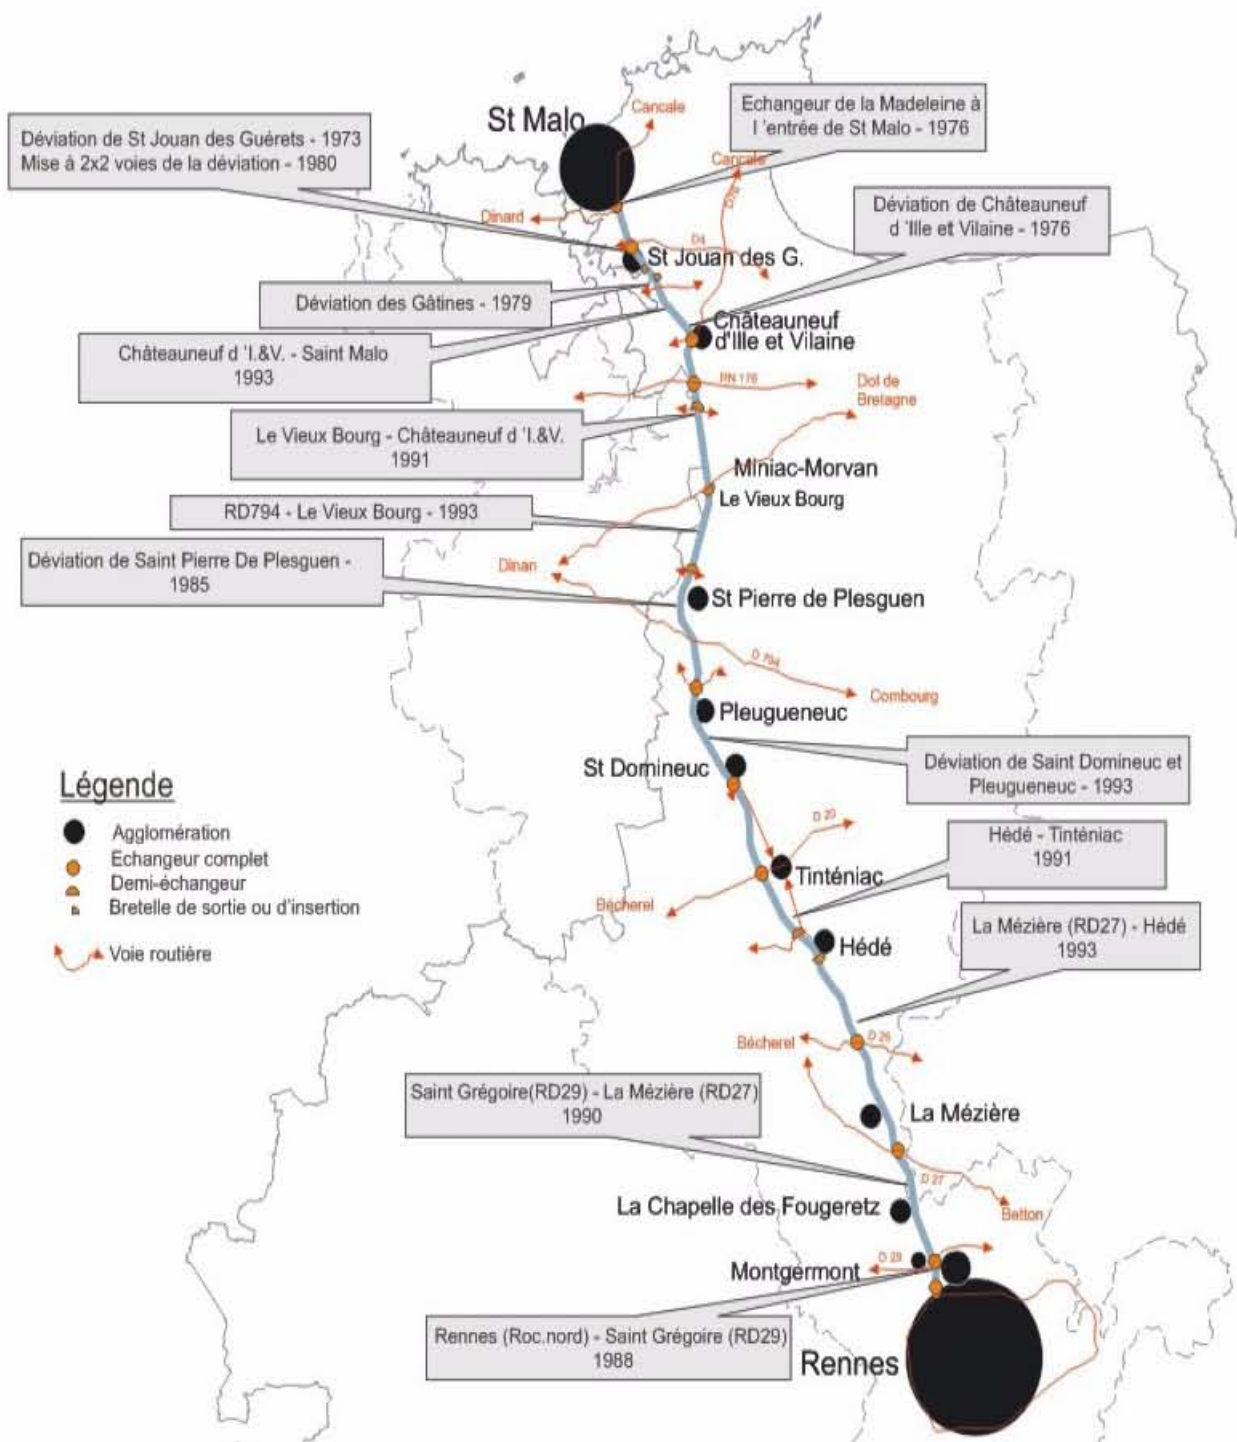 St Malo
Cancale
Echangeur de la Madeleine à
l 'entrée de St Malo - 1976
Déviation de St Jouan des Guérets - 1973
Mise à 2x2 voies de la déviation - 1980
Cancale
Dinard
Déviation de Châteauneuf
d 'Ille et Vilaine - 1976
St Jouan des G.
Déviation des Gâtines - 1979
Châteauneuf
d'Ille et Vilaine
Châteauneuf d 'I.&V. - Saint Malo
1993
RN 176
Dol de
Bretagne
Le Vieux Bourg - Châteauneuf d 'I.&V.
1991
Miniac-Morvan
Le Vieux Bourg
RD794 - Le Vieux Bourg - 1993
Déviation de Saint Pierre De Plesguen -
1985
Dinan
St Pierre de Plesguen
D 794
Combourg
Pleugueneuc
Déviation de Saint Domineuc et
Pleugueneuc - 1993
St Domineuc
Légende
Agglomération
Echangeur complet
Demi-échangeur
Bretelle de sortie ou d'insertion
Voie routière
D 20
Hédé - Tinténiac
1991
Tinténiac
Bécherel
La Mézière (RD27) - Hédé
1993
Hédé
Bécherel
D 26
Saint Grégoire(RD29) - La Mézière (RD27)
1990
La Mézière
D 27
La Chapelle des Fougeretz
Betton
D 29
Montgermont
Rennes (Roc.nord) - Saint Grégoire (RD29)
1988
Rennes